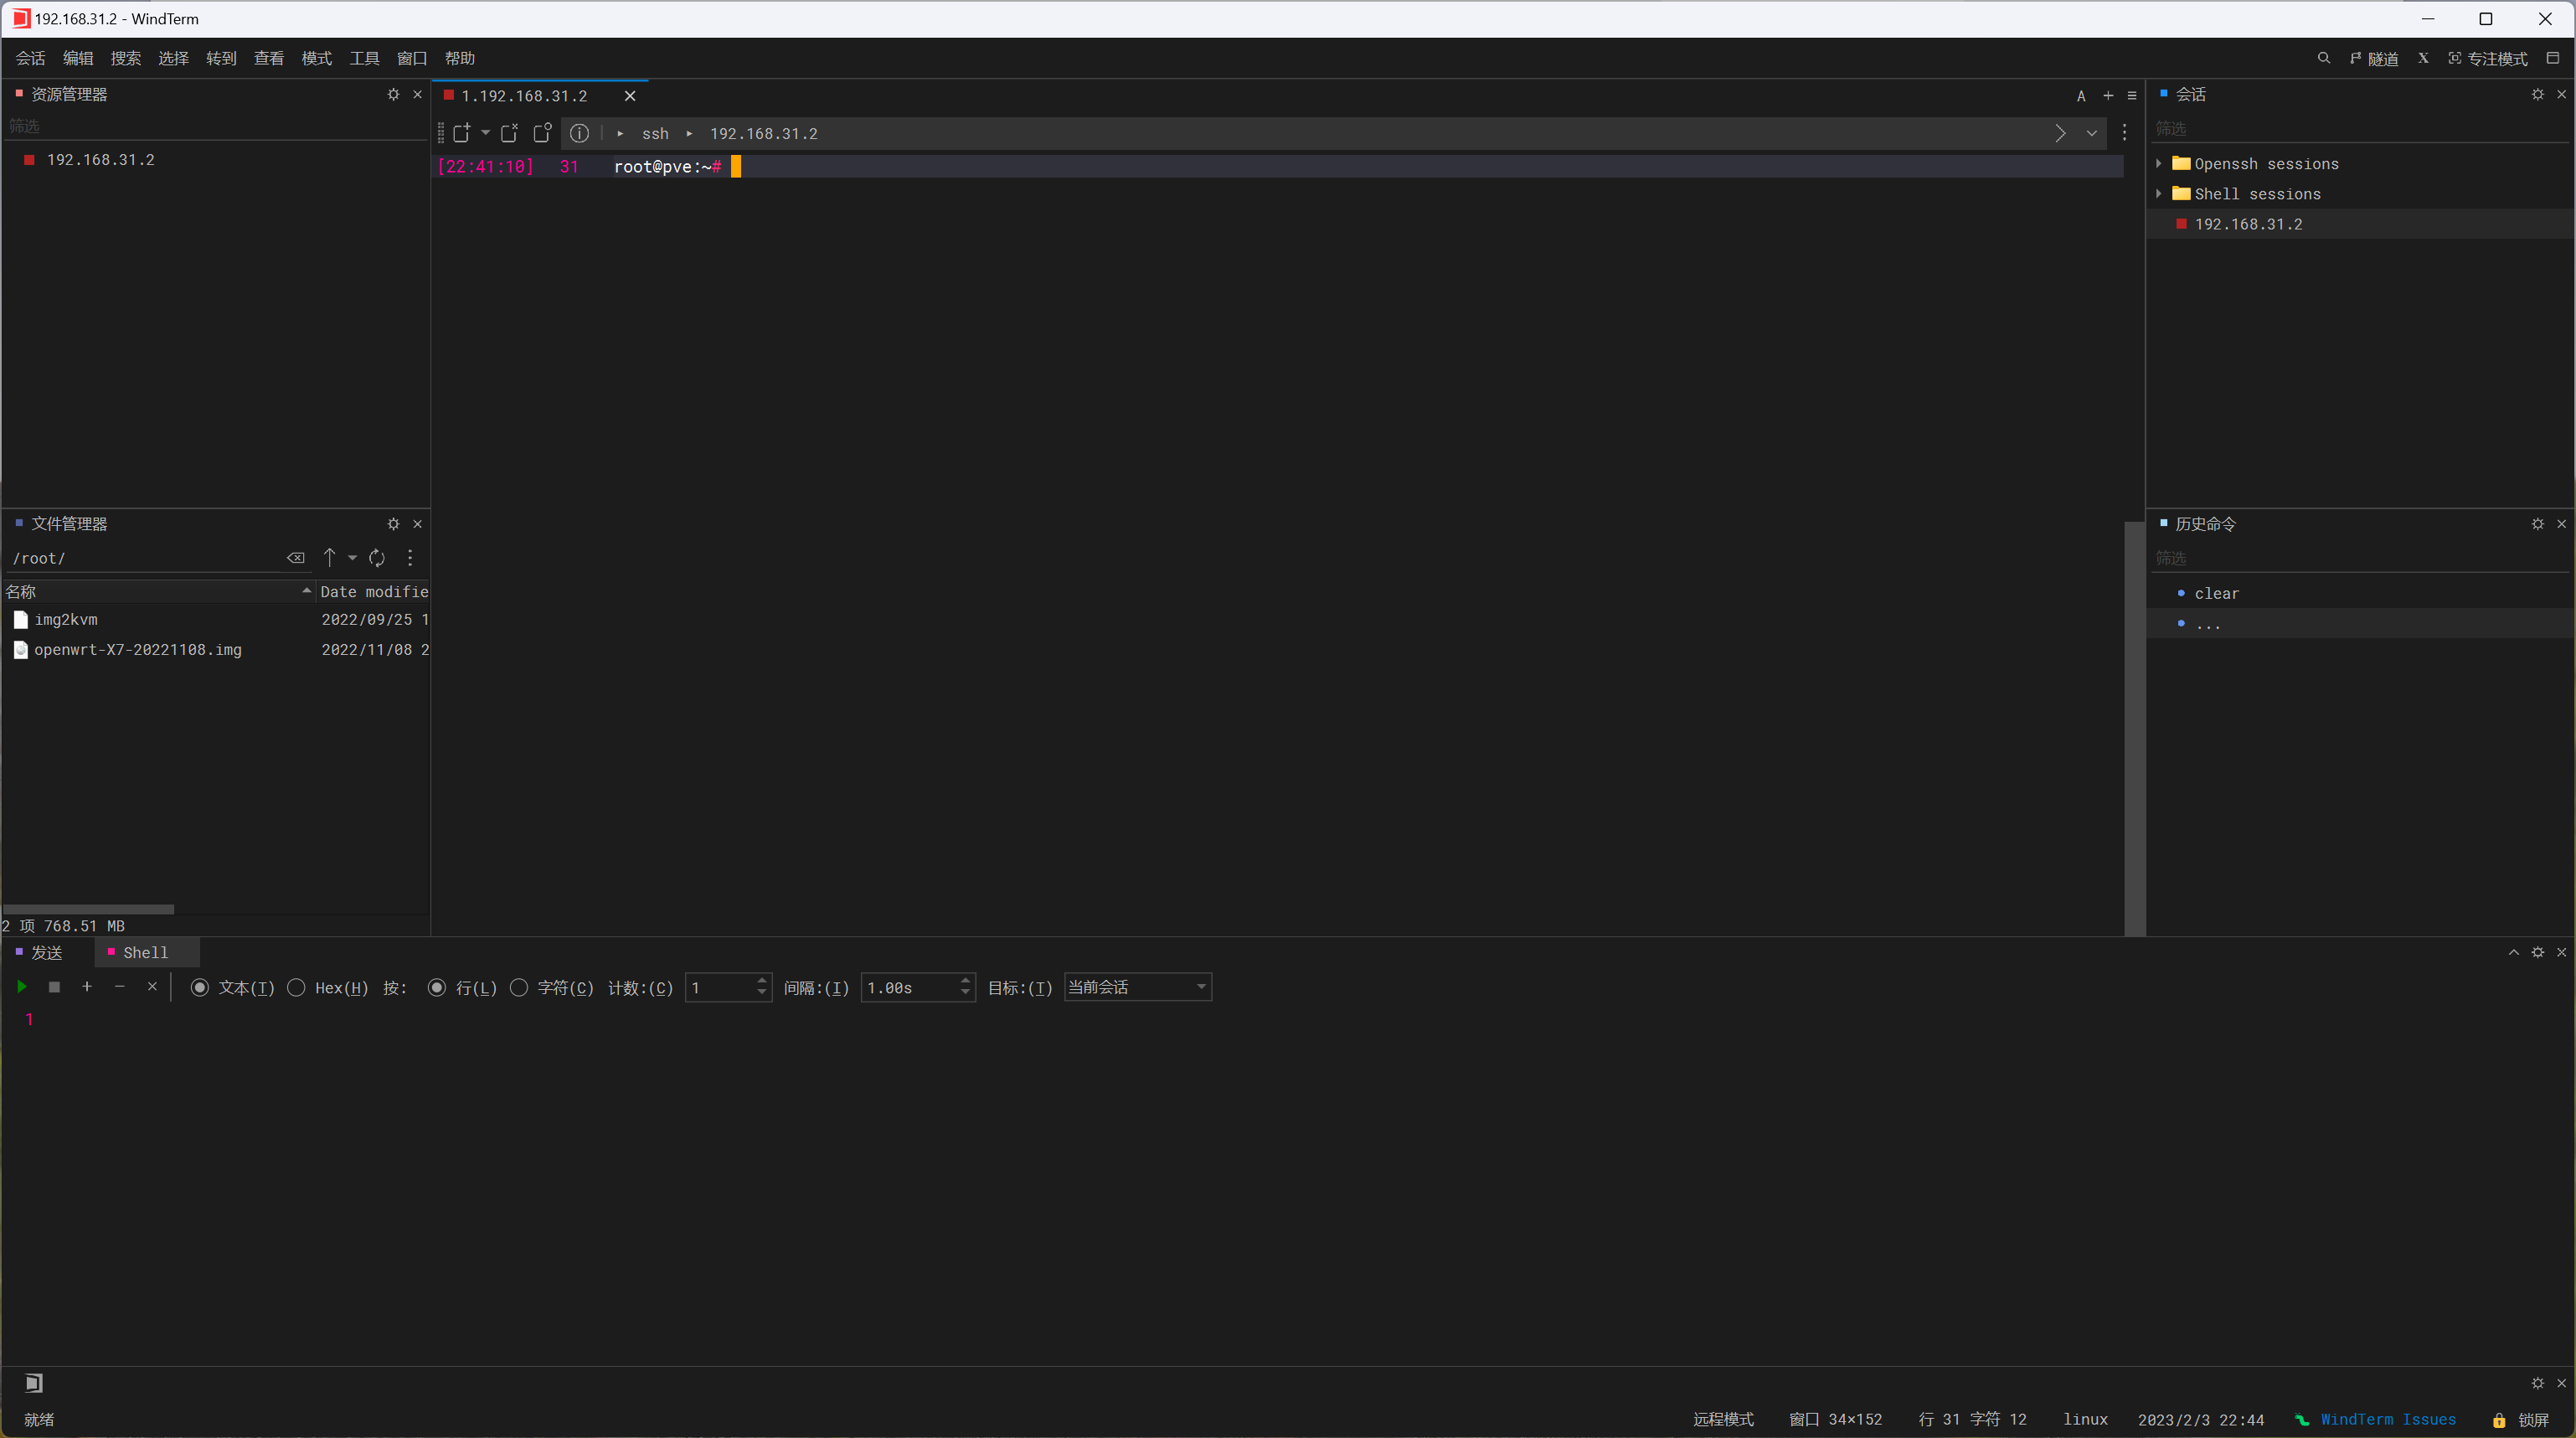 192.168.31.2 - WindTerm
会话 编辑 搜索 选择 转到 查看 模式 工具 窗口 帮助 隧道 X 专注模式
资源管理器
筛选
192.168.31.2
1.192.168.31.2 A
ssh 192.168.31.2
[22:41:10] 31 root@pve:~#
会话
筛选
Openssh sessions
Shell sessions
192.168.31.2
文件管理器
/root/
名称 Date modifie
img2kvm 2022/09/25 1
openwrt-X7-20221108.img 2022/11/08 2
2 项 768.51 MB
历史命令
筛选
clear
...
发送 Shell
文本(T) Hex(H) 按: 行(L) 字符(C) 计数:(C) 1 间隔:(I) 1.00s 目标:(T) 当前会话
1
就绪 远程模式 窗口 34×152 行 31 字符 12 linux 2023/2/3 22:44 WindTerm Issues 锁屏